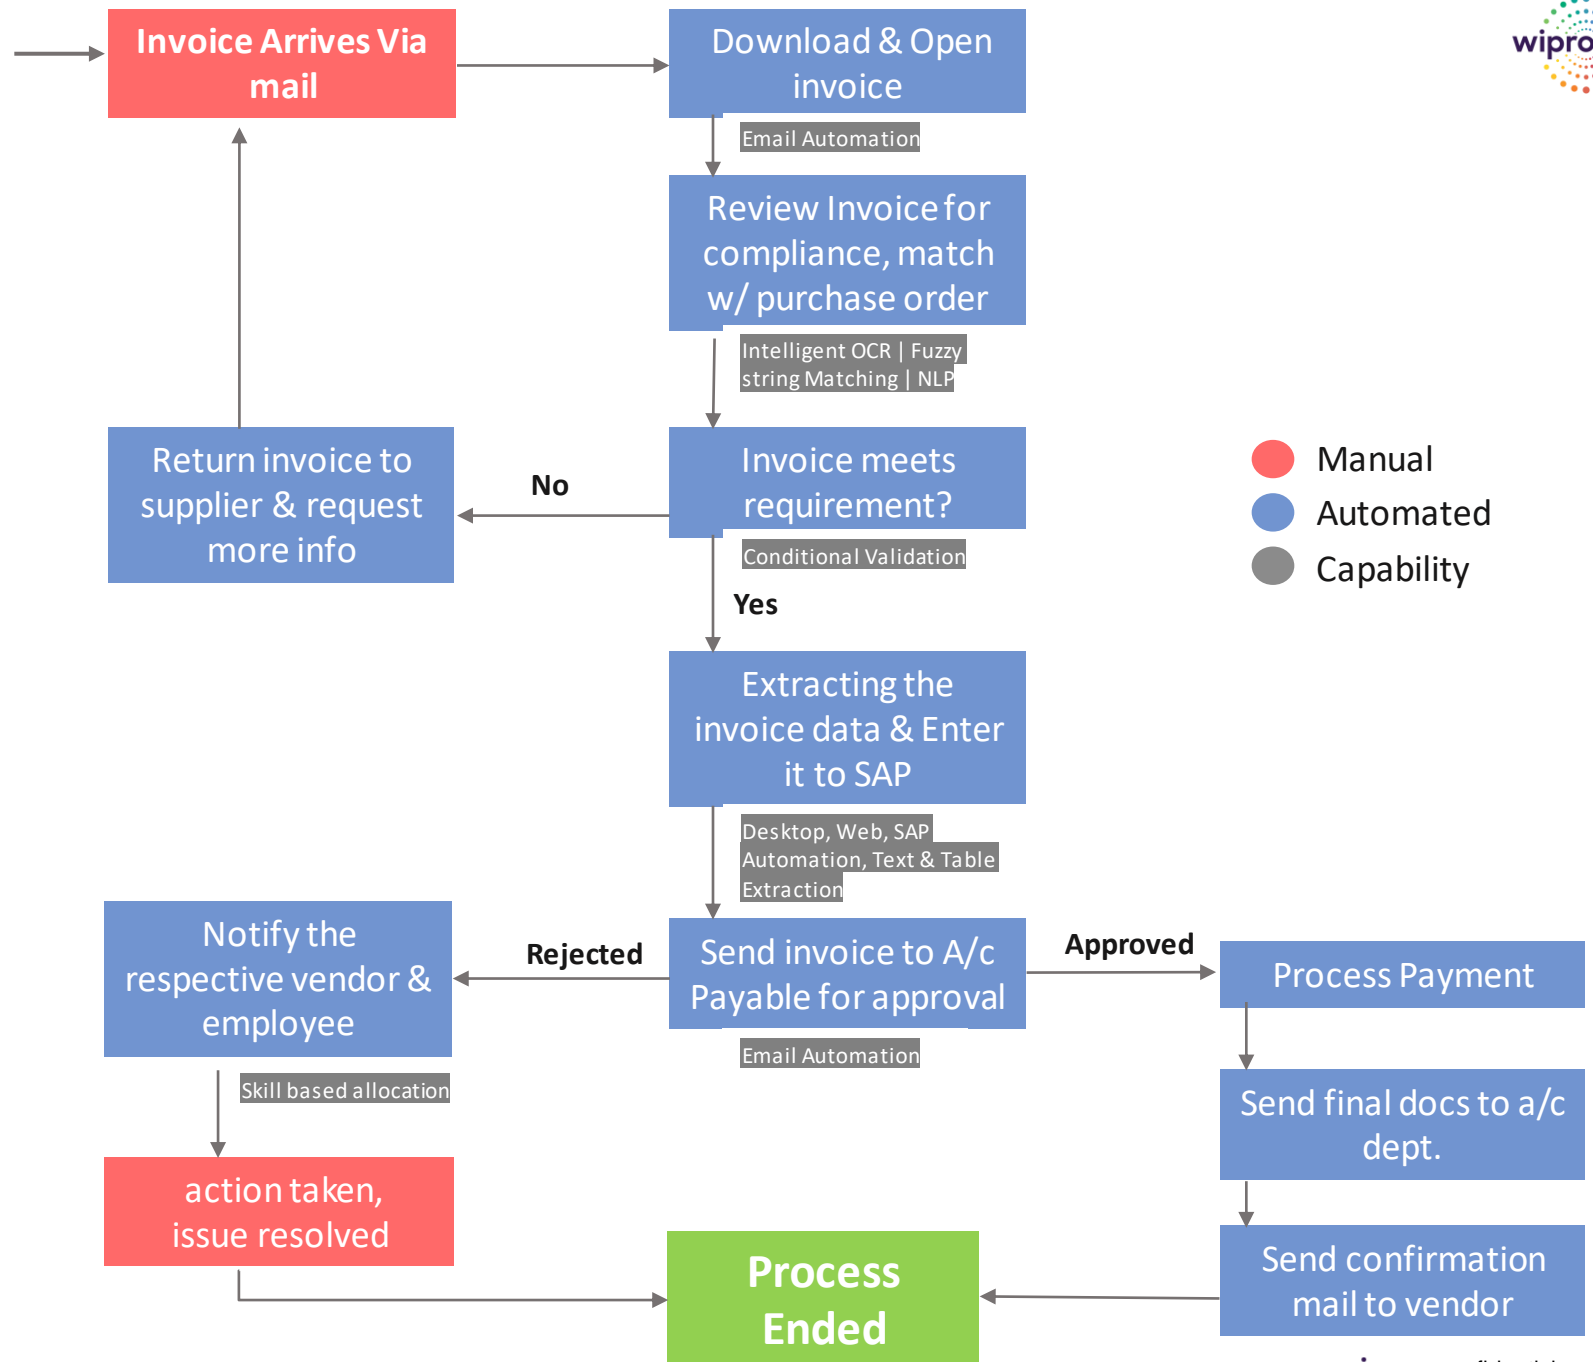 Invoice Arrives Via
mail
Download & Open
invoice
wipro
Email Automation
Review Invoice for
compliance, match
w/ purchase order
Intelligent OCR | Fuzzy
string Matching | NLP
Return invoice to
supplier & request
more info
No
Invoice meets
requirement?
Conditional Validation
Yes
Manual
Automated
Capability
Extracting the
invoice data & Enter
it to SAP
Desktop, Web, SAP
Automation, Text & Table
Extraction
Notify the
respective vendor &
employee
Rejected
Send invoice to A/c
Payable for approval
Approved
Process Payment
Email Automation
Skill based allocation
Send final docs to a/c
dept.
action taken,
issue resolved
Process
Ended
Send confirmation
mail to vendor